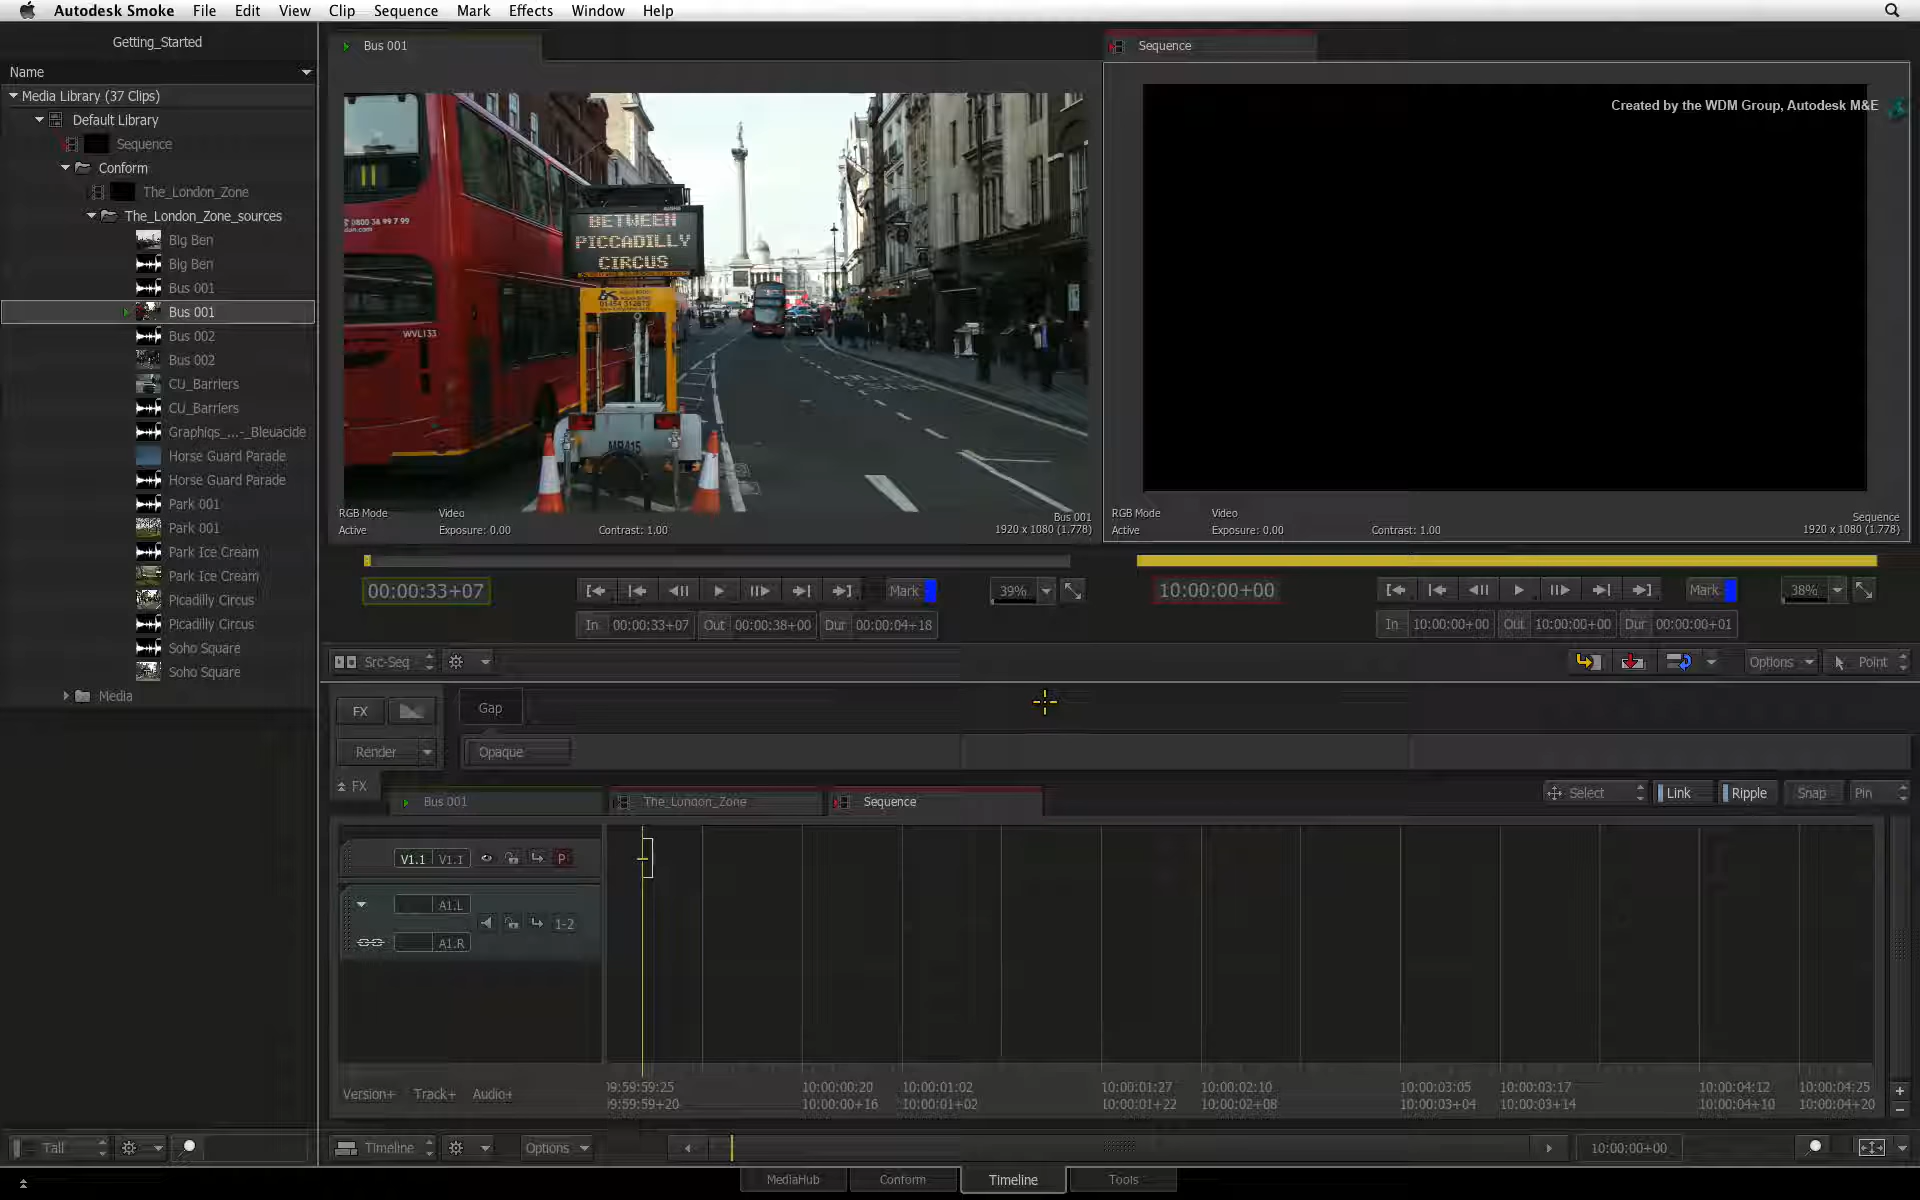 Autodesk Smoke File Edit View Clip Sequence Mark Effects Window Help
Getting_Started
Name
Media Library (37 Clips)
Default Library
Sequence
Conform
The_London_Zone
The_London_Zone_sources
Big Ben
Big Ben
Bus 001
Bus 001
Bus 002
Bus 002
CU_Barriers
CU_Barriers
Graphiqs_...-_Bleuacide
Horse Guard Parade
Horse Guard Parade
Park 001
Park 001
Park Ice Cream
Park Ice Cream
Picadilly Circus
Picadilly Circus
Soho Square
Soho Square
Media
Bus 001
BETWEEN
PICCADILLY
CIRCUS
0800 38 99 7 99
WVL133
RGB Mode Video Bus 001
Active Exposure: 0.00 Contrast: 1.00 1920 x 1080 (1.778)
Sequence
Created by the WDM Group, Autodesk M&E
RGB Mode Video Sequence
Active Exposure: 0.00 Contrast: 1.00 1920 x 1080 (1.778)
00:00:33+07 Mark 39%
In 00:00:33+07 Out 00:00:38+00 Dur 00:00:04+18
10:00:00+00 Mark 38%
In 10:00:00+00 Out 10:00:00+00 Dur 00:00:00+01
Src-Seq Options Point
FX Gap
Render Opaque
FX
Bus 001 The_London_Zone Sequence Select Link Ripple Snap Pin
V1.1 V1.1 P
A1.L
1-2
A1.R
Version+ Track+ Audio+
9:59:59:25 10:00:00:20 10:00:01:02 10:00:01:27 10:00:02:10 10:00:03:05 10:00:03:17 10:00:04:12 10:00:04:25
9:59:59+20 10:00:00+16 10:00:01+02 10:00:01+22 10:00:02+08 10:00:03+04 10:00:03+14 10:00:04+10 10:00:04+20
Tall Timeline Options 10:00:00+00
MediaHub Conform Timeline Tools